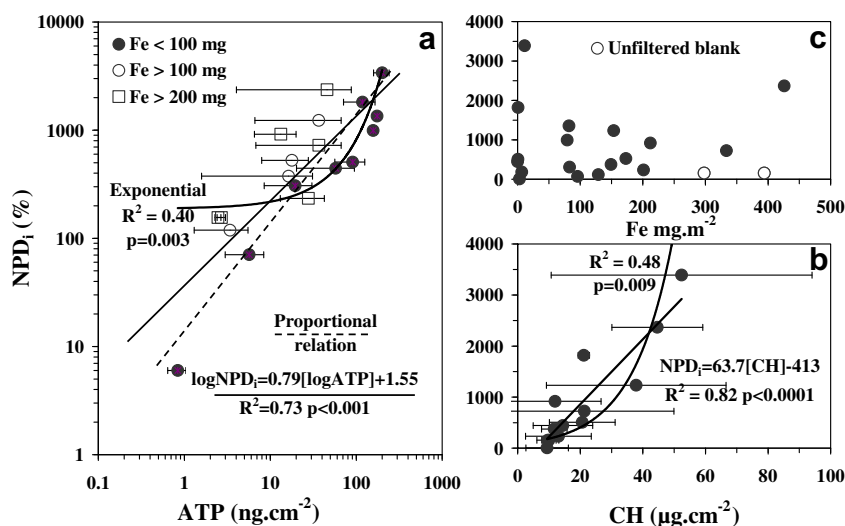 a
Fe < 100 mg
Fe > 100 mg
Fe > 200 mg
10000
1000
100
10
1
NPDi (%)
Exponential
R² = 0.40
p=0.003
Proportional
relation
logNPDi=0.79[logATP]+1.55
R²=0.73 p<0.001
0.1 1 10 100 1000
ATP (ng.cm⁻²)
c
Unfiltered blank
4000
3000
2000
1000
0
0 100 200 300 400 500
Fe mg.m⁻²
b
4000
3000
2000
1000
0
R² = 0.48
p=0.009
NPDi=63.7[CH]-413
R² = 0.82 p<0.0001
0 20 40 60 80 100
CH (µg.cm⁻²)